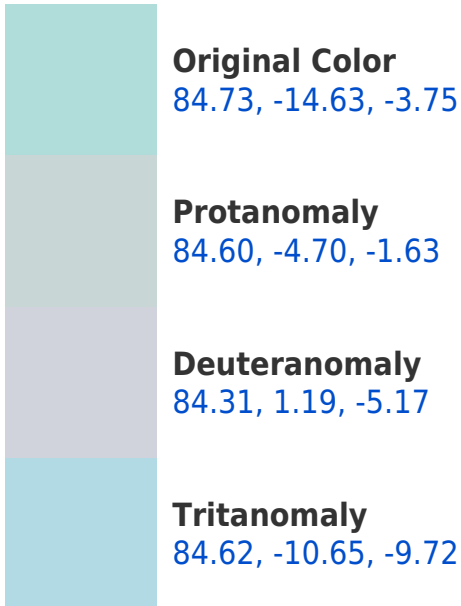 Original Color
84.73, -14.63, -3.75
Protanomaly
84.60, -4.70, -1.63
Deuteranomaly
84.31, 1.19, -5.17
Tritanomaly
84.62, -10.65, -9.72